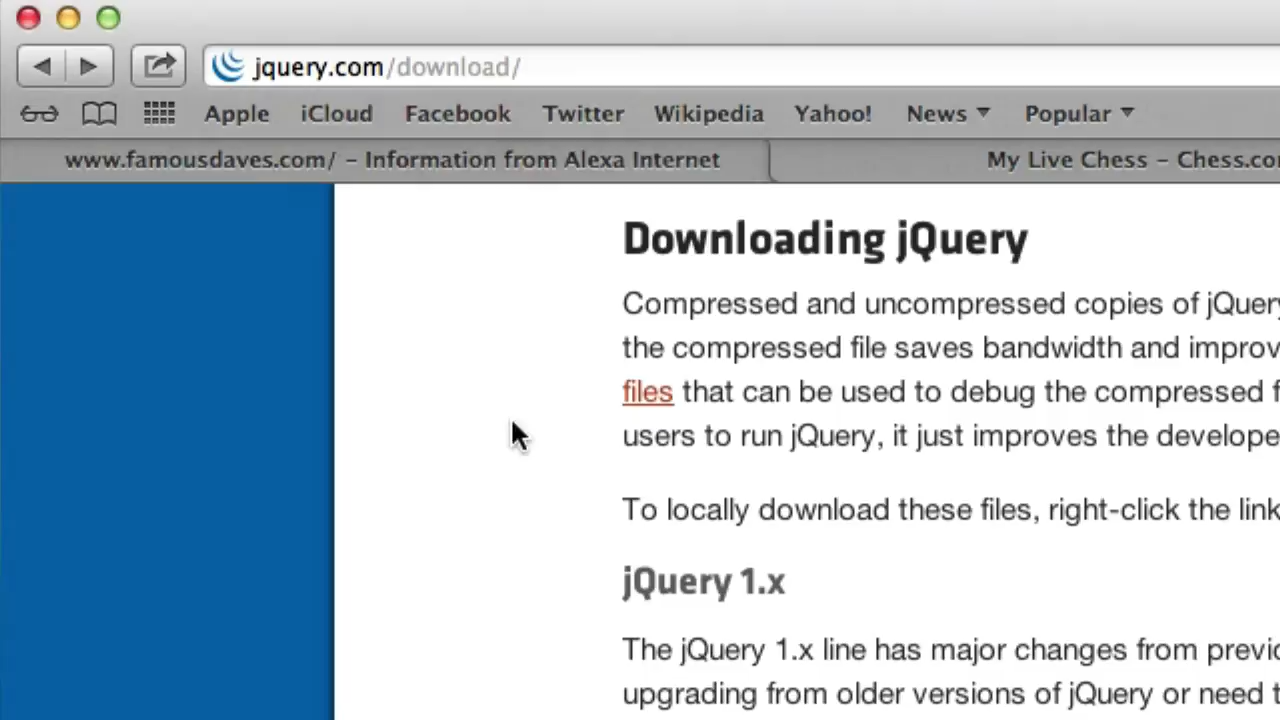 jquery.com/download/
Apple iCloud Facebook Twitter Wikipedia Yahoo! News Popular
www.famousdaves.com/ – Information from Alexa Internet My Live Chess – Chess.co
Downloading jQuery
Compressed and uncompressed copies of jQuery
the compressed file saves bandwidth and improv
files that can be used to debug the compressed f
users to run jQuery, it just improves the develope
To locally download these files, right-click the link
jQuery 1.x
The jQuery 1.x line has major changes from previo
upgrading from older versions of jQuery or need t